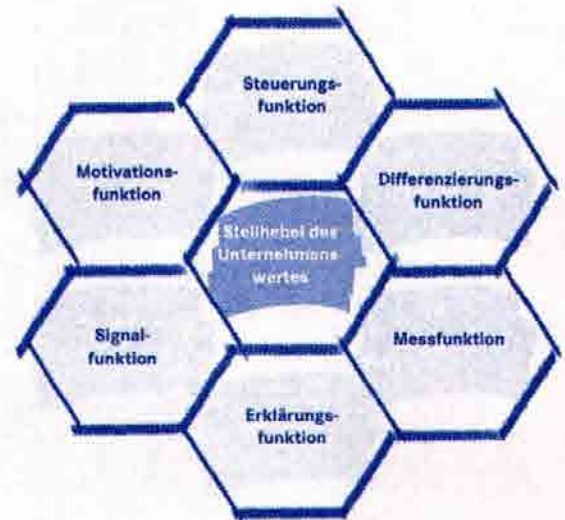 Steuerungs-
funktion
Motivations-
funktion
Differenzierungs-
funktion
Stellhebel des
Unternehmens
wertes
Signal-
funktion
Messfunktion
Erklärungs-
funktion